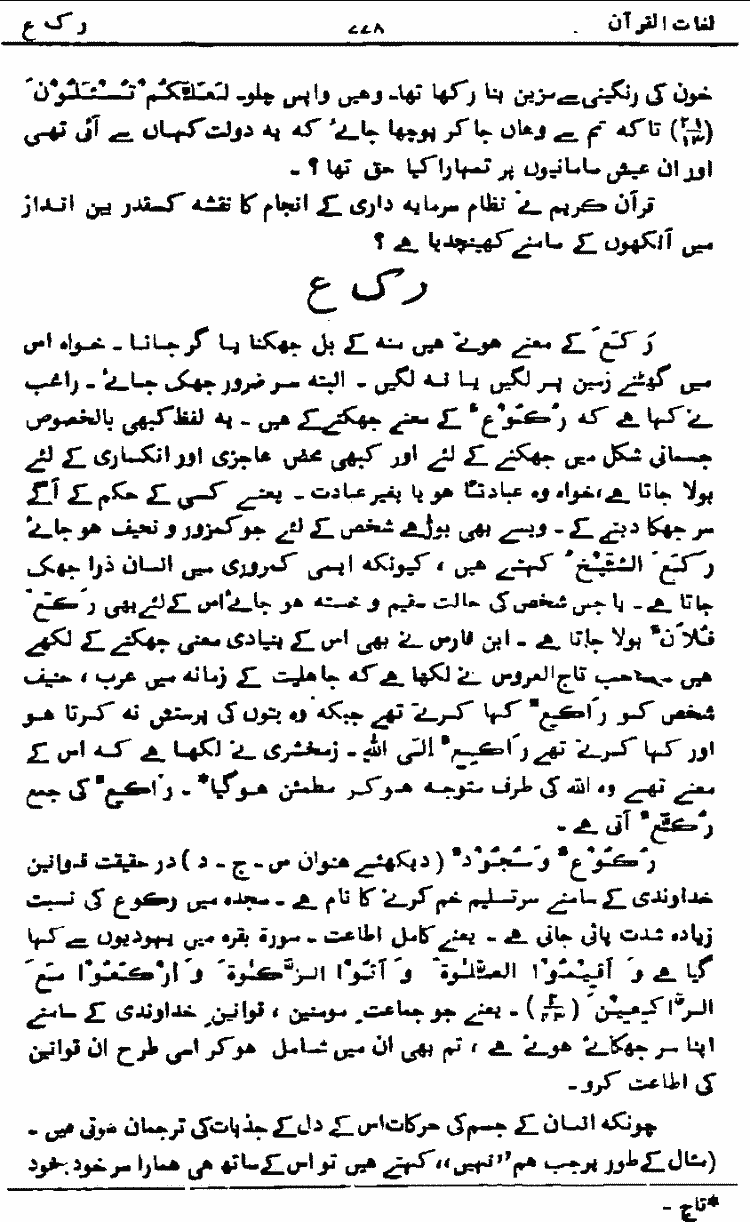 لغات القرآن ۷۷۸ ر ک ع
خون کی رنگینی سے مزین بنا رکھا تھا۔ وہیں واپس چلو۔ لَعَلَّكُمْ تُسْئَلُوْنَ
(۲۱/۱۳) تا کہ تم سے وہاں جا کر پوچھا جائے کہ یہ دولت کہاں سے آئی تھی
اور ان عیش سامانیوں پر تمہارا کیا حق تھا ؟ ۔
قرآن کریم نے نظام سرمایہ داری کے انجام کا نقشہ کسقدر بین انداز
میں آنکھوں کے سامنے کھینچدیا ہے ؟
ر ک ع
رَکَعَ کے معنے ہوتے ہیں منہ کے بل جھکنا یا گر جانا ۔ خواہ اس
میں گھٹنے زمین پر لگیں یا نہ لگیں ۔ البتہ سر ضرور جھک جائے ۔ راغب
نے کہا ہے کہ رُکُوْعٌ کے معنے جھکنے کے ہیں ۔ یہ لفظ کبھی بالخصوص
جسمانی شکل میں جھکنے کے لئے اور کبھی محض عاجزی اور انکساری کے لئے
بولا جاتا ہے، خواہ وہ عبادتاً ہو یا بغیر عبادت ۔ یعنے کسی کے حکم کے آگے
سر جھکا دینے کے ۔ ویسے بھی بوڑھے شخص کے لئے جو کمزور و نحیف ہو جائے
رَکَعَ الشَّیْخُ کہتے ہیں ، کیونکہ ایسی کمزوری میں انسان ذرا جھک
جاتا ہے ۔ یا جس شخص کی حالت سقیم و خستہ ہو جائے اس کے لئے بھی رَکَعَ
فُلَانٌ بولا جاتا ہے ۔ ابن فارس نے بھی اس کے بنیادی معنی جھکنے کے لکھے
ہیں ۔ صاحب تاج العروس نے لکھا ہے کہ جاہلیت کے زمانہ میں عرب ، حنیف
شخص کو رَاکِعٌ کہا کرتے تھے جبکہ وہ بتوں کی پرستش نہ کرتا ہو
اور کہا کرتے تھے رَاکِعٌ اِلَی اللہ ۔ زمخشری نے لکھا ہے کہ اس کے
معنے تھے وہ اللہ کی طرف متوجہ ہو کر مطمئن ہوگیا* ۔ رَاکِعٌ کی جمع
رُکَّعٌ آتی ہے ۔
رُکُوْعٌ وَ سُجُوْدٌ (دیکھئے عنوان س ۔ ج ۔ د) در حقیقت قوانین
خداوندی کے سامنے سرتسلیم خم کرنے کا نام ہے ۔ سجدہ میں رکوع کی نسبت
زیادہ شدت پائی جاتی ہے ۔ یعنے کامل اطاعت ۔ سورۃ بقرہ میں یہودیوں سے کہا
گیا ہے وَ اَقِیْمُوا الصَّلٰوۃَ وَ اٰتُوا الزَّکٰوۃَ وَ ارْکَعُوْا مَعَ
الرَّاکِعِیْنَ (۲/۴۳) ۔ یعنے جو جماعت مومنین ، قوانینِ خداوندی کے سامنے
اپنا سر جھکائے ہوئے ہے ، تم بھی ان میں شامل ہو کر اسی طرح ان قوانین
کی اطاعت کرو ۔
چونکہ انسان کے جسم کی حرکات اس کے دل کے جذبات کی ترجمان ہوتی ہیں ۔
(مثال کے طور پر جب ہم ’’نہیں‘‘ کہتے ہیں تو اس کے ساتھ ہی ہمارا سر خود بخود
*تاج ۔